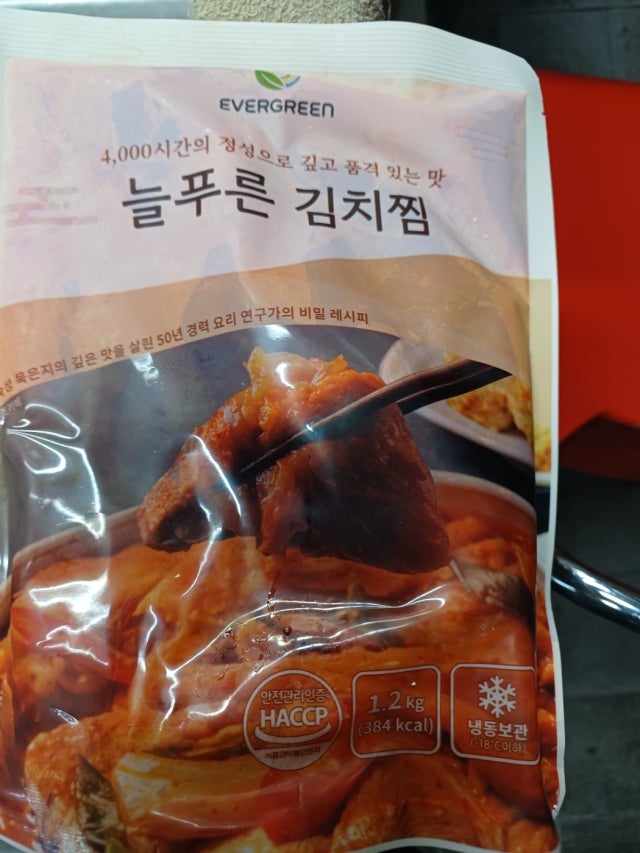 EVERGREEN
4,000시간의 정성으로 깊고 품격 있는 맛
늘푸른 김치찜
묵은지의 깊은 맛을 살린 50년 경력 요리 연구가의 비밀 레시피
안전관리인증
HACCP
1.2 kg
(384 kcal)
냉동보관
(-18℃이하)